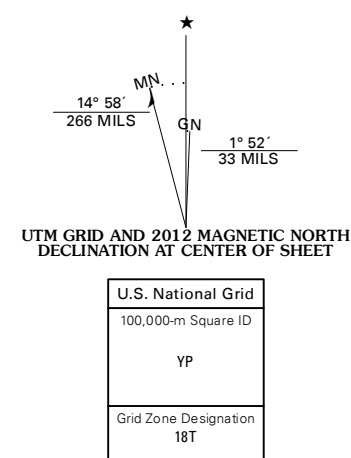 ★
MN
14° 58´
266 MILS
GN
1° 52´
33 MILS
UTM GRID AND 2012 MAGNETIC NORTH
DECLINATION AT CENTER OF SHEET
U.S. National Grid
100,000-m Square ID
YP
Grid Zone Designation
18T